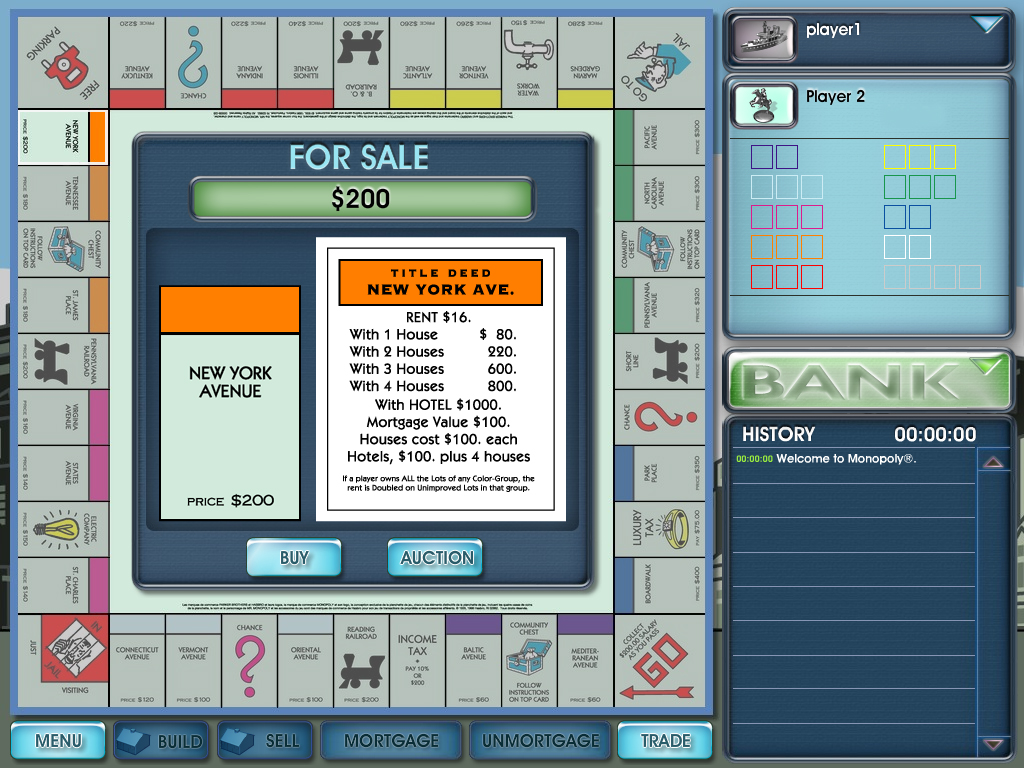 FREE
PARKING
KENTUCKY
AVENUE
PRICE $220
CHANCE
INDIANA
AVENUE
PRICE $220
ILLINOIS
AVENUE
PRICE $240
B. & O.
RAILROAD
PRICE $200
ATLANTIC
AVENUE
PRICE $260
VENTNOR
AVENUE
PRICE $260
WATER
WORKS
PRICE $150
MARVIN
GARDENS
PRICE $280
GO TO
JAIL
NEW YORK
AVENUE
PRICE $200
TENNESSEE
AVENUE
PRICE $180
COMMUNITY
CHEST
FOLLOW
INSTRUCTIONS
ON TOP CARD
ST. JAMES
PLACE
PRICE $180
PENNSYLVANIA
RAILROAD
PRICE $200
VIRGINIA
AVENUE
PRICE $160
STATES
AVENUE
PRICE $140
ELECTRIC
COMPANY
PRICE $150
ST. CHARLES
PLACE
PRICE $140
FOR SALE
$200
NEW YORK
AVENUE
PRICE $200
TITLE DEED
NEW YORK AVE.
RENT $16.
With 1 House $ 80.
With 2 Houses 220.
With 3 Houses 600.
With 4 Houses 800.
With HOTEL $1000.
Mortgage Value $100.
Houses cost $100. each
Hotels, $100. plus 4 houses
If a player owns ALL the Lots of any Color-Group, the
rent is Doubled on Unimproved Lots in that group.
BUY
AUCTION
PACIFIC
AVENUE
PRICE $300
NORTH
CAROLINA
AVENUE
PRICE $300
COMMUNITY
CHEST
FOLLOW
INSTRUCTIONS
ON TOP CARD
PENNSYLVANIA
AVENUE
PRICE $320
SHORT
LINE
PRICE $200
CHANCE
PARK
PLACE
PRICE $350
LUXURY
TAX
PAY $75.00
BOARDWALK
PRICE $400
JUST
VISITING
IN
JAIL
CONNECTICUT
AVENUE
PRICE $120
VERMONT
AVENUE
PRICE $100
CHANCE
ORIENTAL
AVENUE
PRICE $100
READING
RAILROAD
PRICE $200
INCOME
TAX
PAY 10%
OR
$200
BALTIC
AVENUE
PRICE $60
COMMUNITY
CHEST
FOLLOW
INSTRUCTIONS
ON TOP CARD
MEDITER-
RANEAN
AVENUE
PRICE $60
COLLECT
$200.00 SALARY
AS YOU PASS
GO
player1
Player 2
BANK
HISTORY 00:00:00
00:00:00 Welcome to Monopoly®.
MENU
BUILD
SELL
MORTGAGE
UNMORTGAGE
TRADE